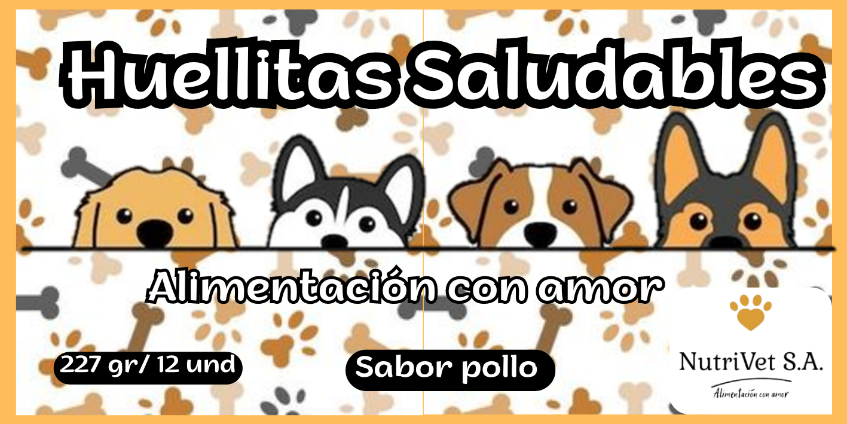 Huellitas Saludables
Alimentación con amor
227 gr/ 12 und
Sabor pollo
NutriVet S.A.
Alimentación con amor